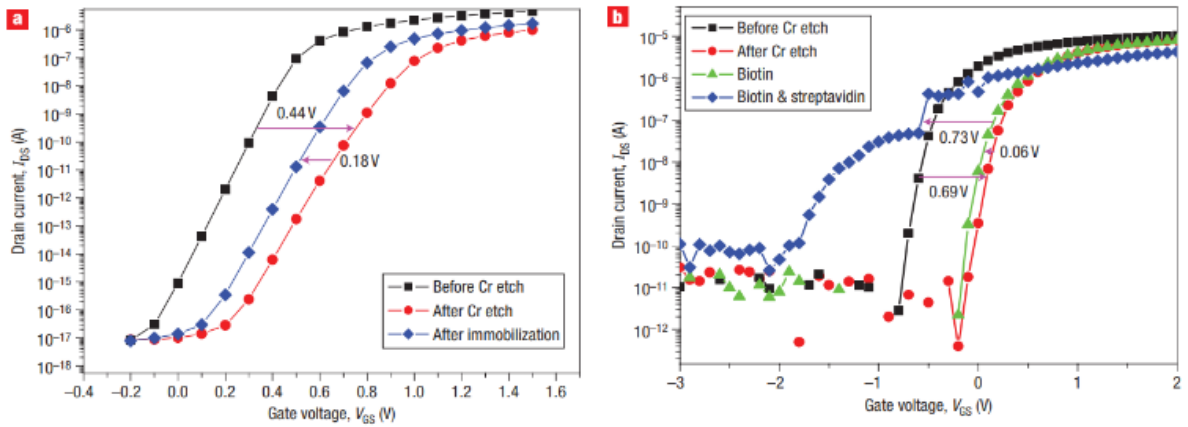 a
Drain current, I_DS (A)
10⁻⁶
10⁻⁷
10⁻⁸
10⁻⁹
10⁻¹⁰
10⁻¹¹
10⁻¹²
10⁻¹³
10⁻¹⁴
10⁻¹⁵
10⁻¹⁶
10⁻¹⁷
10⁻¹⁸
0.44 V
0.18 V
Before Cr etch
After Cr etch
After immobilization
−0.2 0.0 0.2 0.4 0.6 0.8 1.0 1.2 1.4 1.6
Gate voltage, V_GS (V)
b
Drain current, I_DS (A)
10⁻⁵
10⁻⁶
10⁻⁷
10⁻⁸
10⁻⁹
10⁻¹⁰
10⁻¹¹
10⁻¹²
Before Cr etch
After Cr etch
Biotin
Biotin & streptavidin
0.73 V
0.06 V
0.69 V
−3 −2 −1 0 1 2
Gate voltage, V_GS (V)